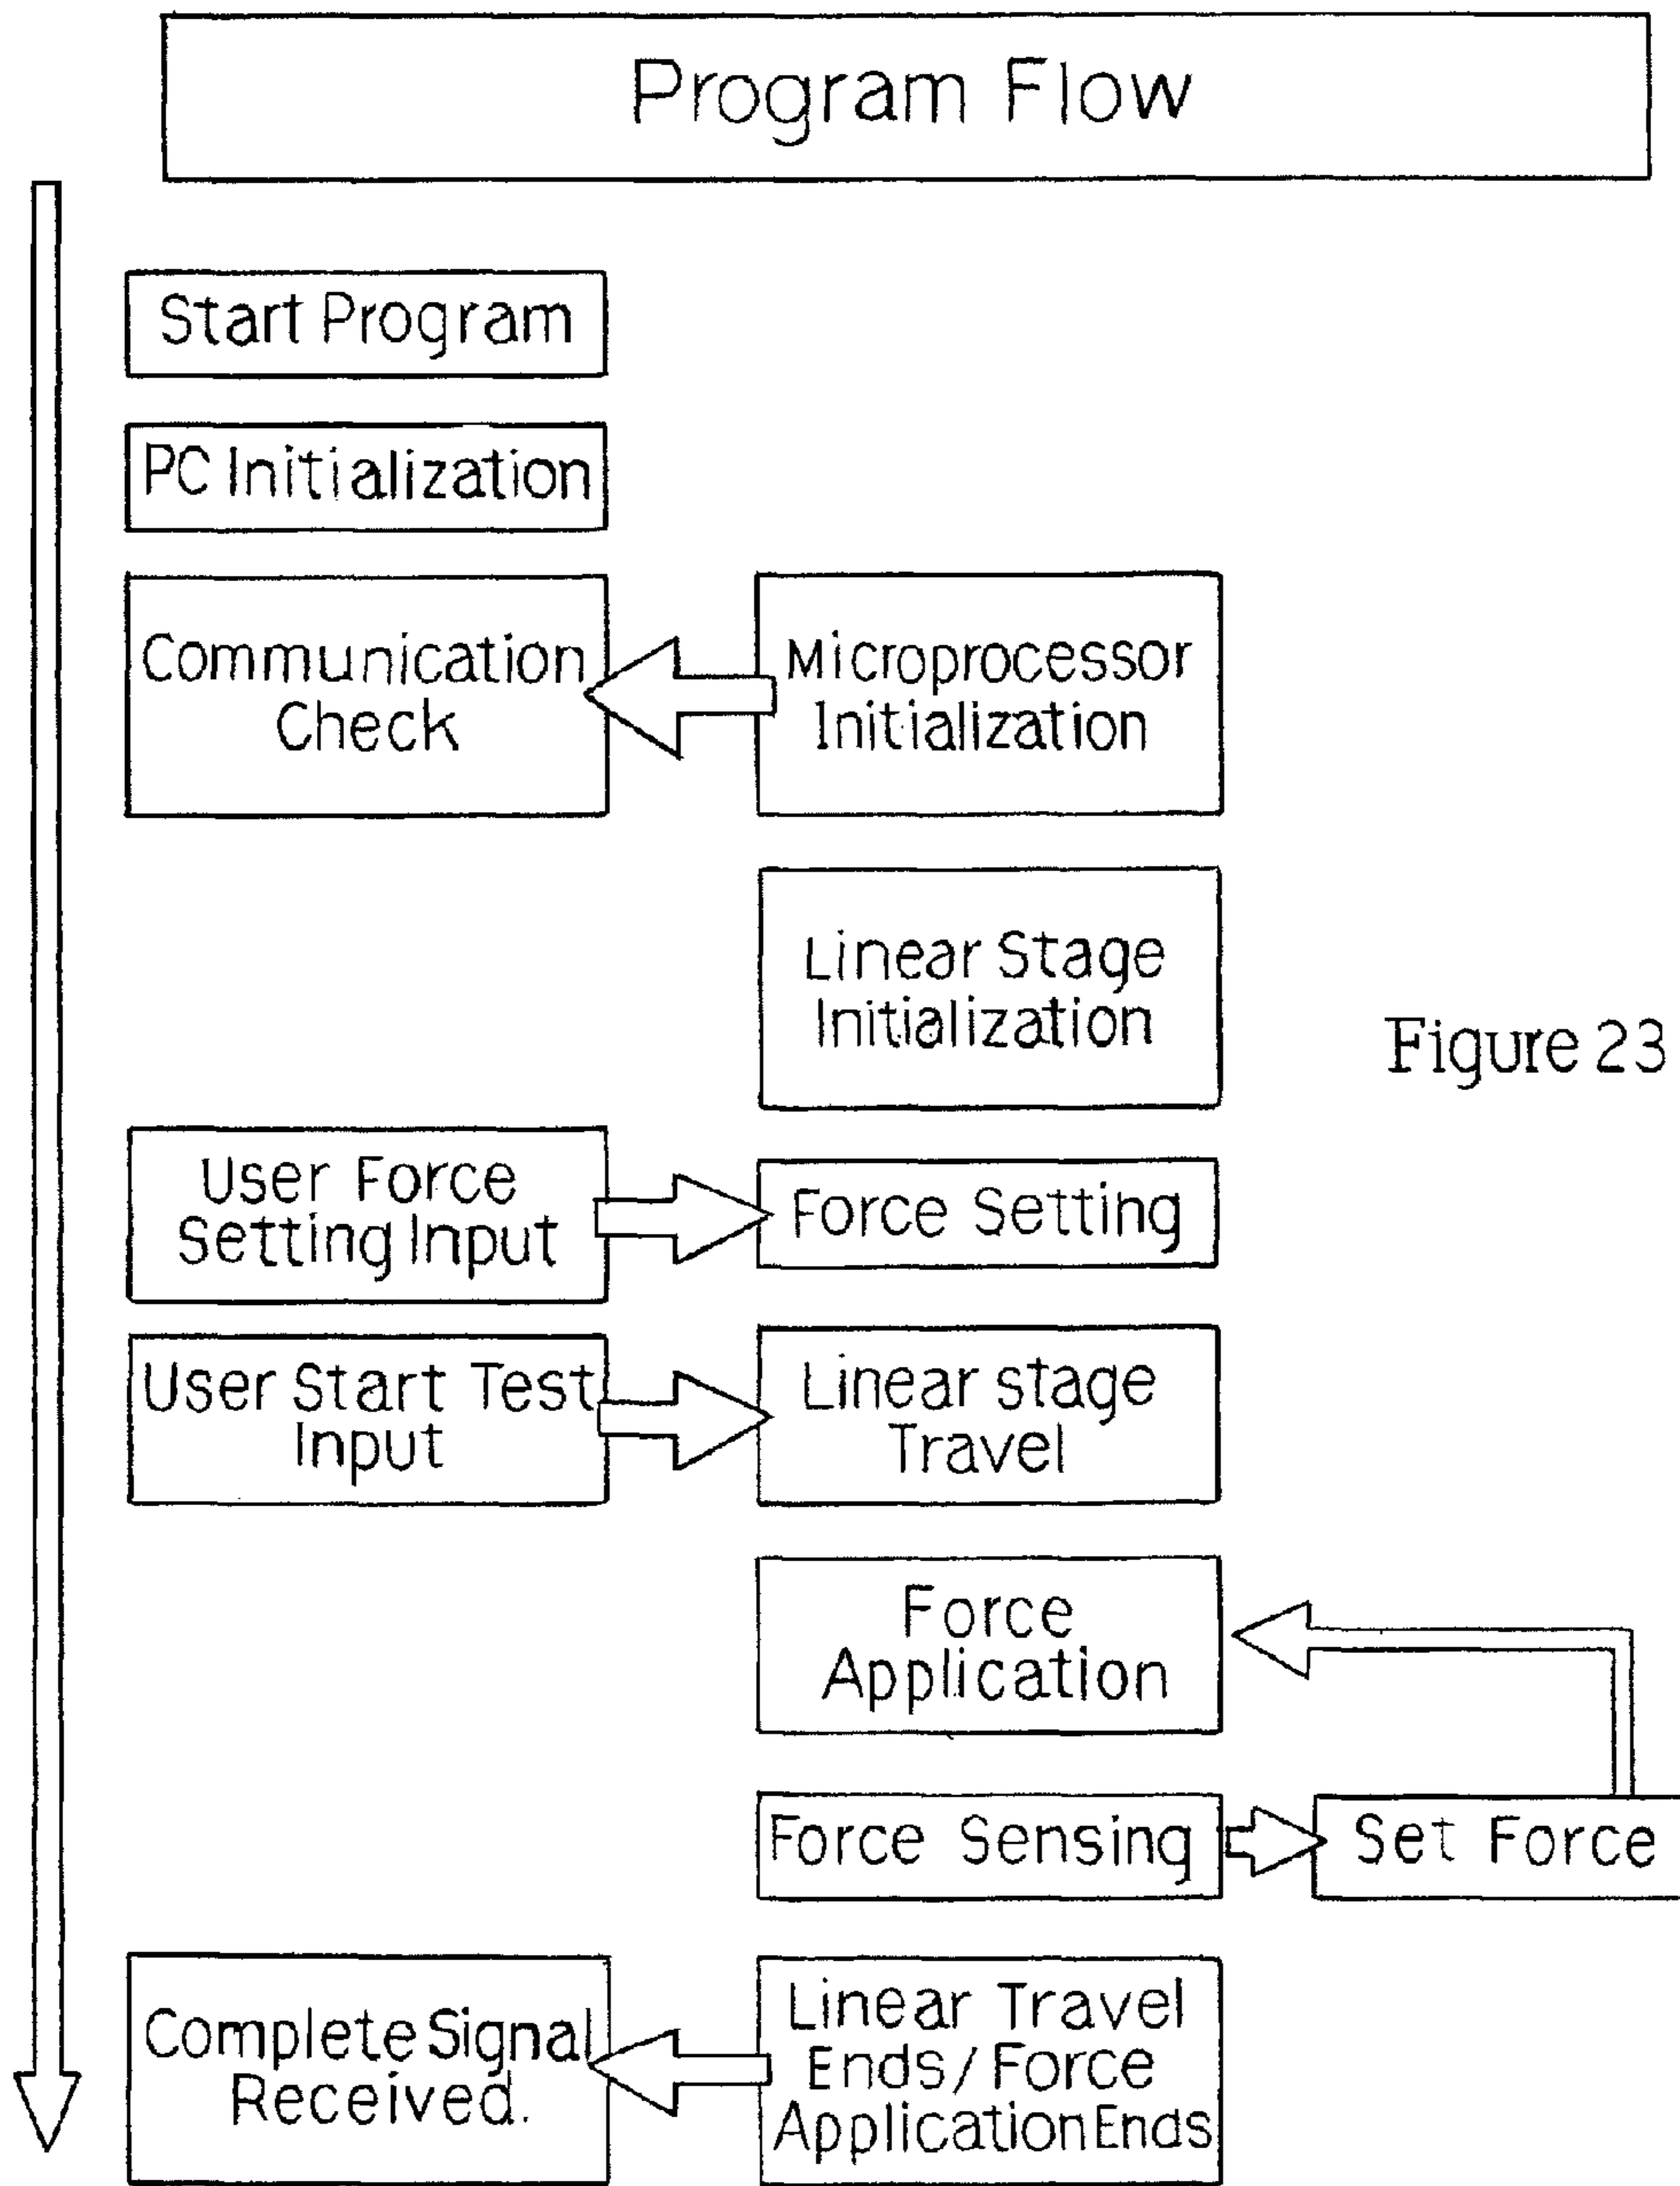 Program Flow
Start Program
PC Initialization
Communication
Check
Microprocessor
Initialization
Linear Stage
Initialization
Figure 23
User Force
Setting Input
Force Setting
User Start Test
Input
Linear stage
Travel
Force
Application
Force Sensing
Set Force
Complete Signal
Received.
Linear Travel
Ends/Force
Application Ends